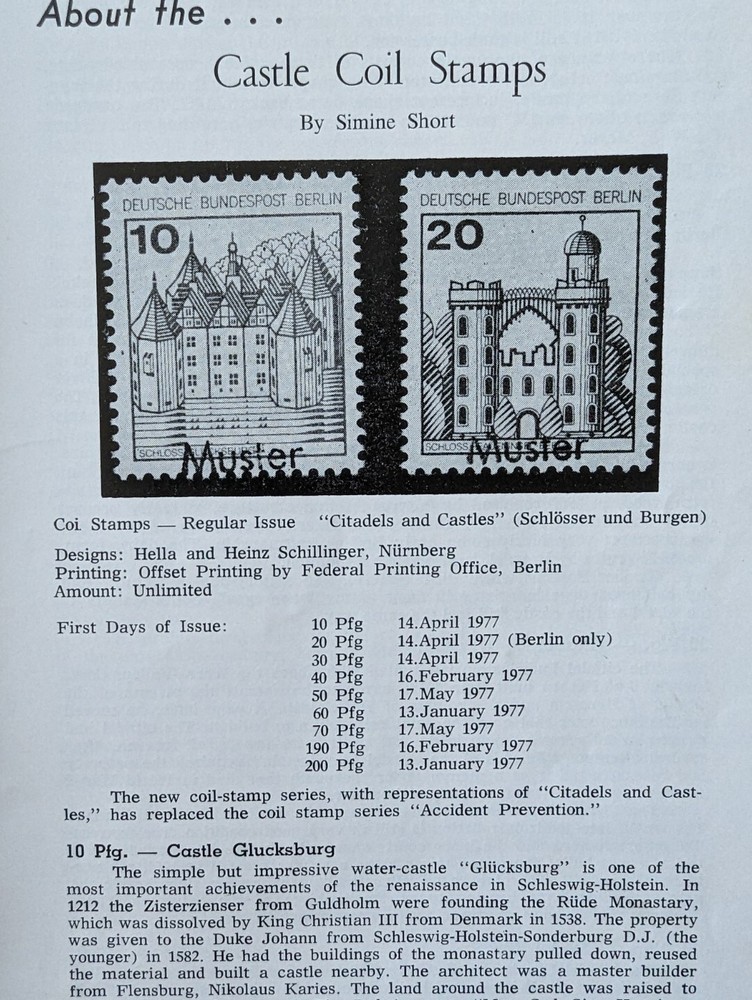 About the . . .
Castle Coil Stamps
By Simine Short
DEUTSCHE BUNDESPOST BERLIN
10
SCHLOSS
Muster
DEUTSCHE BUNDESPOST BERLIN
20
SCHLOSS
Muster
Coi Stamps — Regular Issue "Citadels and Castles" (Schlösser und Burgen)
Designs: Hella and Heinz Schillinger, Nürnberg
Printing: Offset Printing by Federal Printing Office, Berlin
Amount: Unlimited
First Days of Issue: 10 Pfg 14.April 1977
20 Pfg 14.April 1977 (Berlin only)
30 Pfg 14.April 1977
40 Pfg 16.February 1977
50 Pfg 17.May 1977
60 Pfg 13.January 1977
70 Pfg 17.May 1977
190 Pfg 16.February 1977
200 Pfg 13.January 1977
The new coil-stamp series, with representations of "Citadels and Cast-
les," has replaced the coil stamp series "Accident Prevention."
10 Pfg. — Castle Glucksburg
The simple but impressive water-castle "Glücksburg" is one of the
most important achievements of the renaissance in Schleswig-Holstein. In
1212 the Zisterzienser from Guldholm were founding the Rüde Monastary,
which was dissolved by King Christian III from Denmark in 1538. The property
was given to the Duke Johann from Schleswig-Holstein-Sonderburg D.J. (the
younger) in 1582. He had the buildings of the monastary pulled down, reused
the material and built a castle nearby. The architect was a master builder
from Flensburg, Nikolaus Karies. The land around the castle was raised to